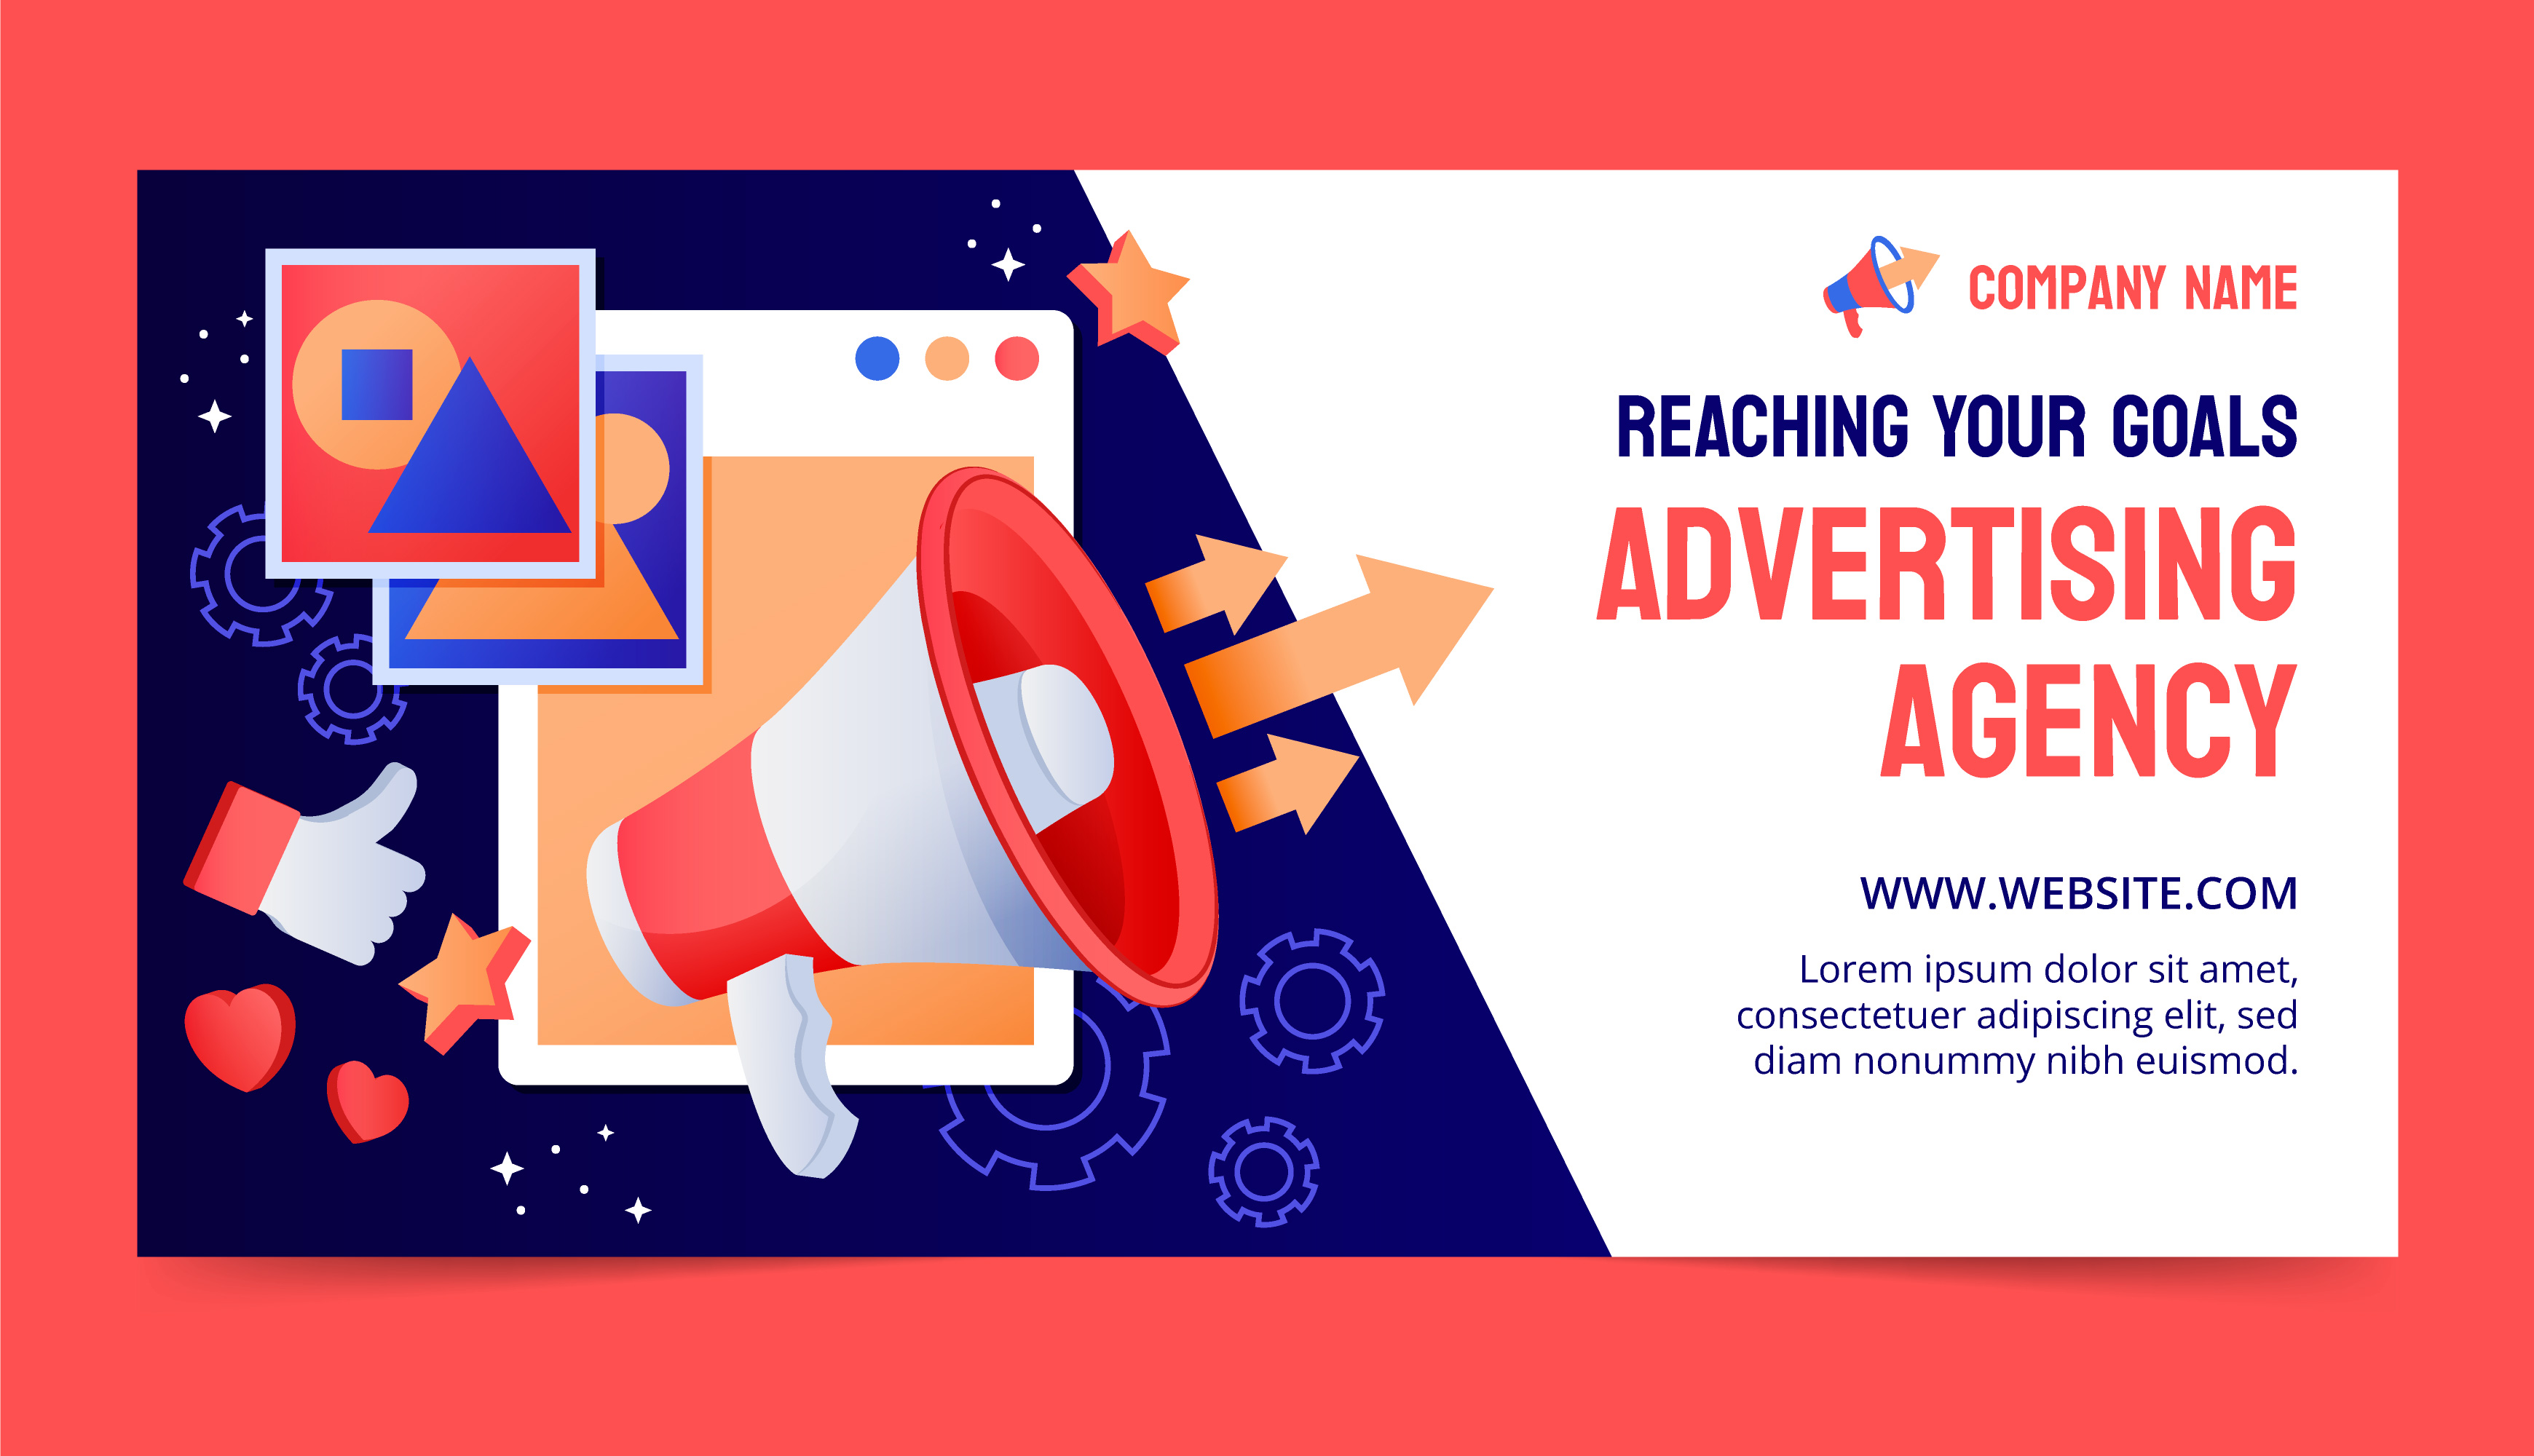 COMPANY NAME
REACHING YOUR GOALS
ADVERTISING
AGENCY
WWW.WEBSITE.COM
Lorem ipsum dolor sit amet,
consectetuer adipiscing elit, sed
diam nonummy nibh euismod.